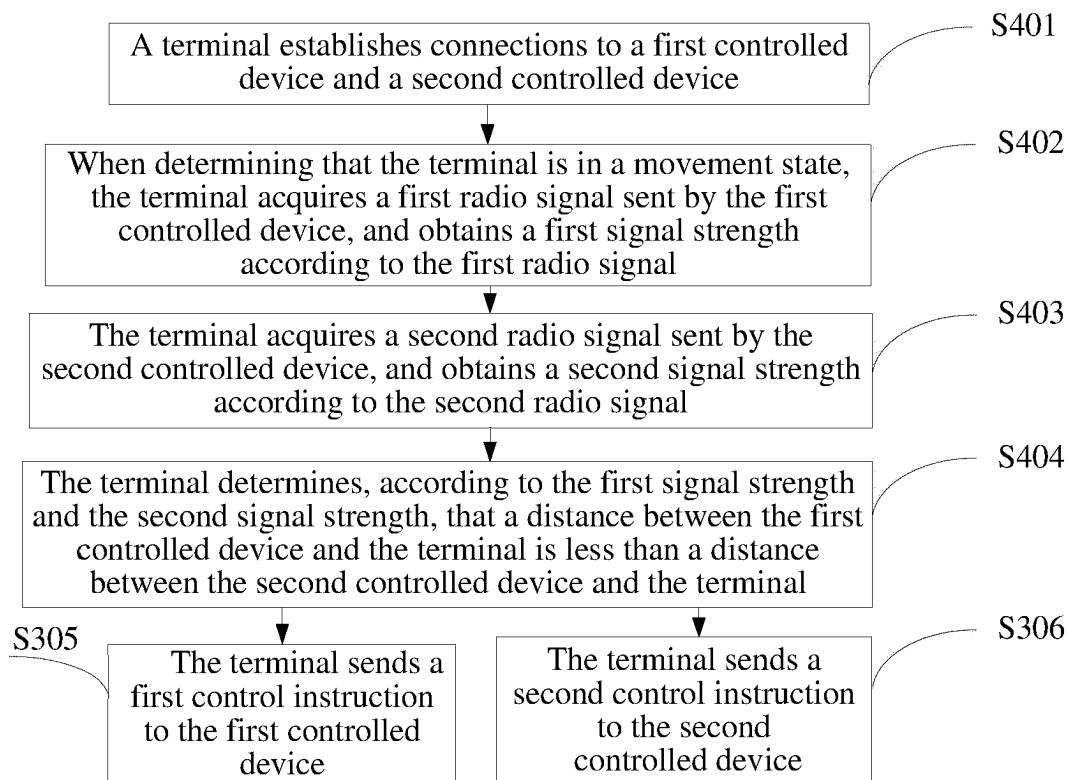 A terminal establishes connections to a first controlled
device and a second controlled device
S401
When determining that the terminal is in a movement state,
the terminal acquires a first radio signal sent by the first
controlled device, and obtains a first signal strength
according to the first radio signal
S402
The terminal acquires a second radio signal sent by the
second controlled device, and obtains a second signal strength
according to the second radio signal
S403
The terminal determines, according to the first signal strength
and the second signal strength, that a distance between the first
controlled device and the terminal is less than a distance
between the second controlled device and the terminal
S404
S305
The terminal sends a
first control instruction
to the first controlled
device
The terminal sends a
second control instruction
to the second
controlled device
S306